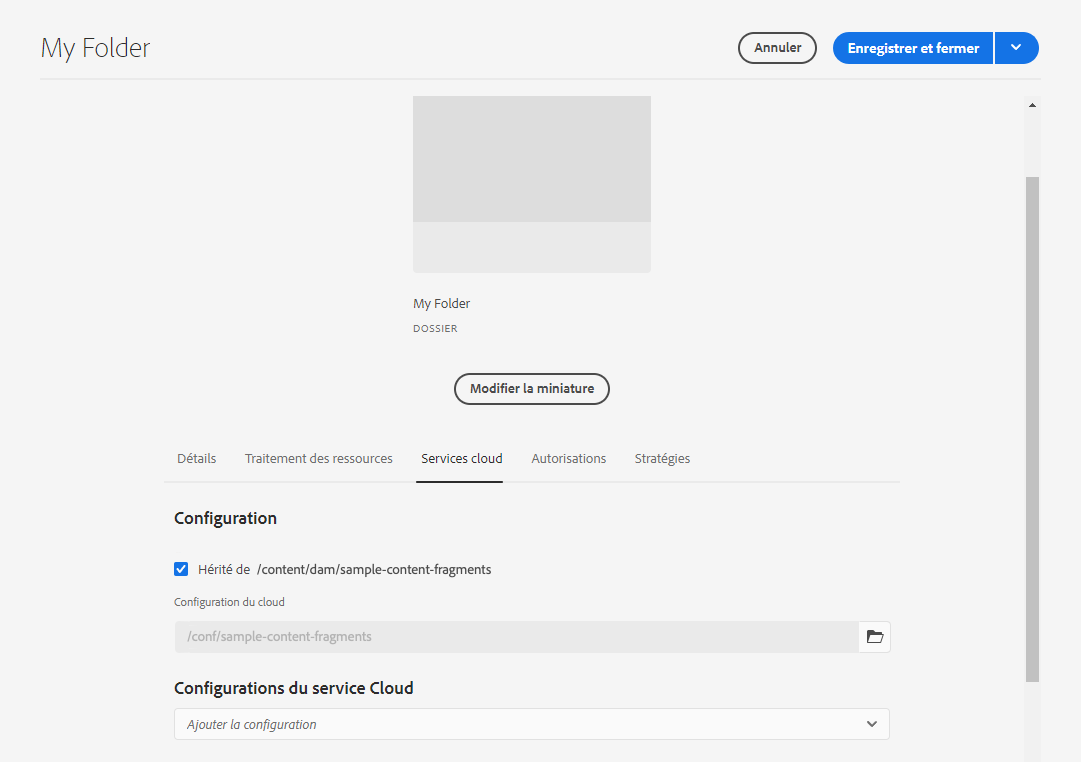 My Folder
Annuler
Enregistrer et fermer
My Folder
DOSSIER
Modifier la miniature
Détails
Traitement des ressources
Services cloud
Autorisations
Stratégies
Configuration
Hérité de /content/dam/sample-content-fragments
Configuration du cloud
/conf/sample-content-fragments
Configurations du service Cloud
Ajouter la configuration